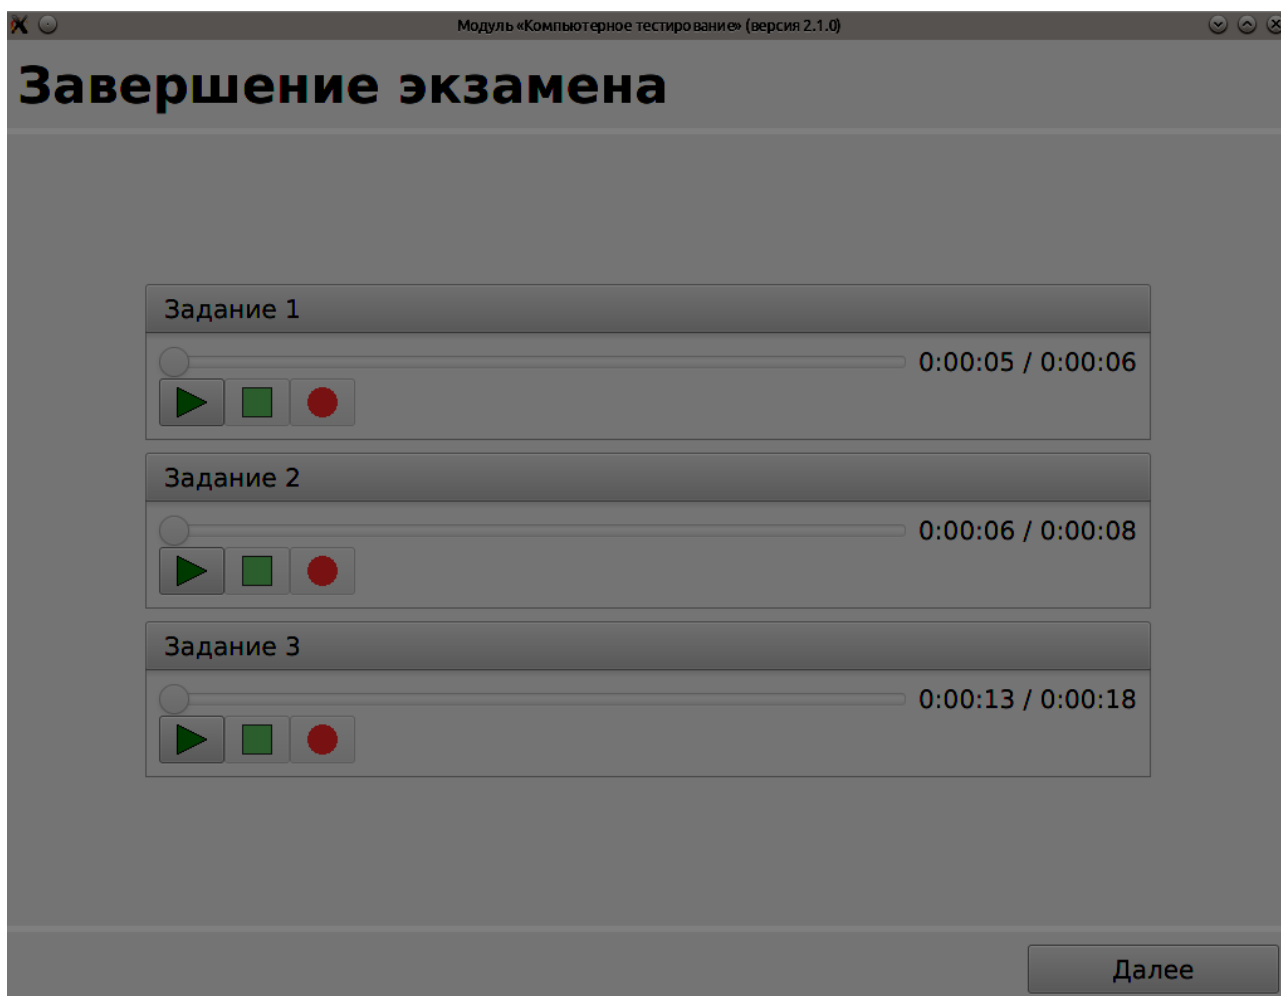 Модуль «Компьютерное тестирование» (версия 2.1.0)
Завершение экзамена
Задание 1
0:00:05 / 0:00:06
Задание 2
0:00:06 / 0:00:08
Задание 3
0:00:13 / 0:00:18
Далее